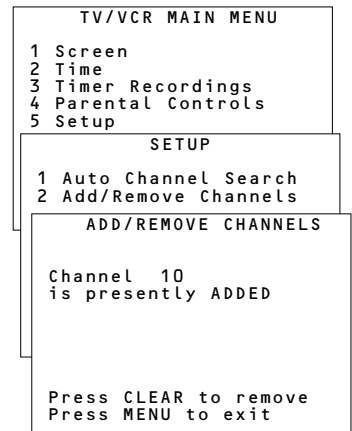 TV/VCR MAIN MENU
1 Screen
2 Time
3 Timer Recordings
4 Parental Controls
5 Setup
SETUP
1 Auto Channel Search
2 Add/Remove Channels
ADD/REMOVE CHANNELS
Channel 10
is presently ADDED
Press CLEAR to remove
Press MENU to exit